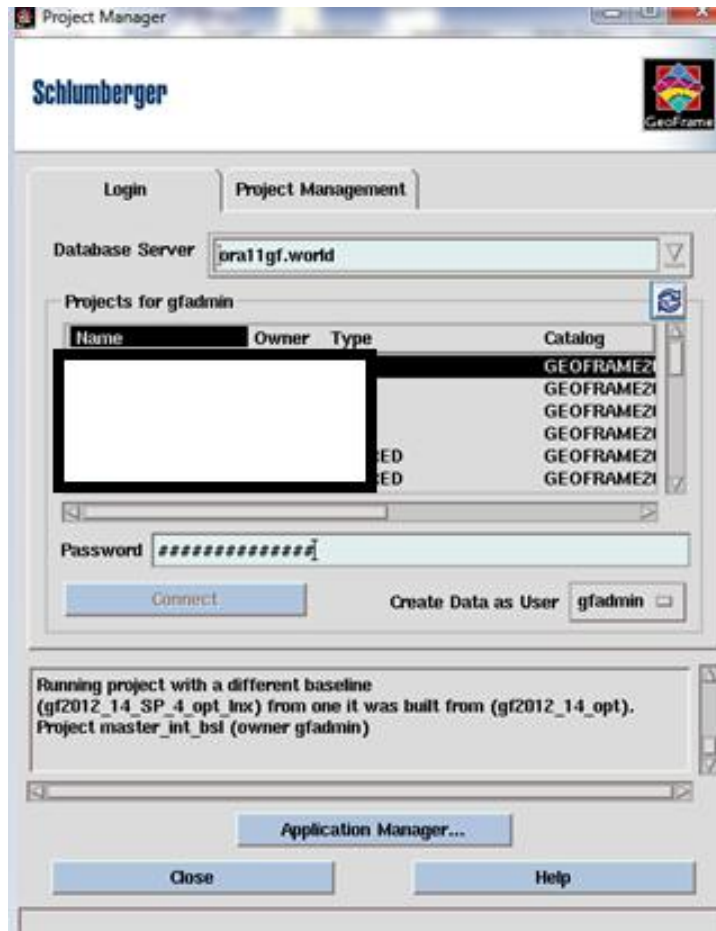 Project Manager
Schlumberger
GeoFrame
Login
Project Management
Database Server
ora11gf.world
Projects for gfadmin
Name Owner Type Catalog
GEOFRAME2
GEOFRAME2
GEOFRAME2
GEOFRAME2
RED GEOFRAME2
RED GEOFRAME2
Password ##############
Connect
Create Data as User gfadmin
Running project with a different baseline
(gf2012_14_SP_4_opt_lnx) from one it was built from (gf2012_14_opt).
Project master_int_bsl (owner gfadmin)
Application Manager...
Close
Help